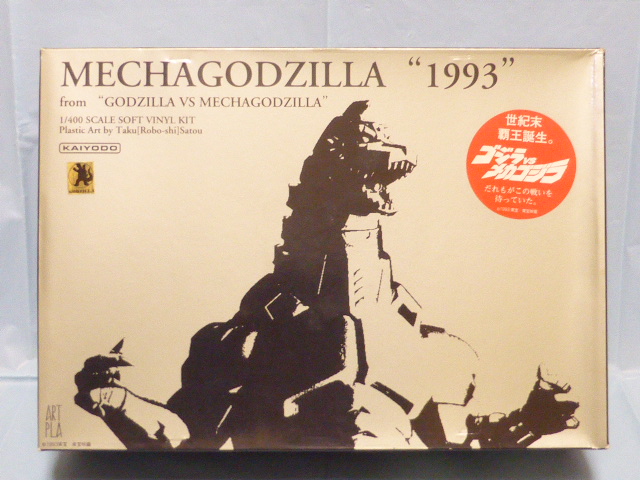 MECHAGODZILLA “1993”
from “GODZILLA VS MECHAGODZILLA”
1/400 SCALE SOFT VINYL KIT
Plastic Art by Taku|Robo-shi|Satou
KAIYODO
GODZILLA
世紀末
覇王誕生。
ゴジラvs
メカゴジラ
だれもがこの戦いを
待っていた。
ART
PLA